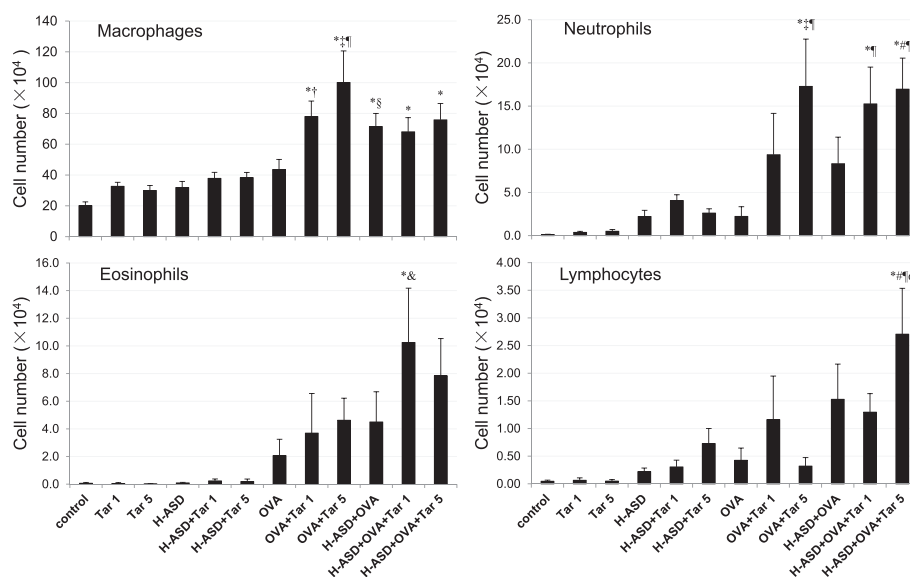 Macrophages
Cell number (×10⁴)
140
120
100
80
60
40
20
0
*†
*‡¶
*§
*
*
Neutrophils
Cell number (×10⁴)
25.0
20.0
15.0
10.0
5.0
0.0
*‡¶
*¶
*#¶
Eosinophils
Cell number (×10⁴)
16.0
14.0
12.0
10.0
8.0
6.0
4.0
2.0
0.0
*&
control
Tar 1
Tar 5
H-ASD
H-ASD+Tar 1
H-ASD+Tar 5
OVA
OVA+Tar 1
OVA+Tar 5
H-ASD+OVA
H-ASD+OVA+Tar 1
H-ASD+OVA+Tar 5
Lymphocytes
Cell number (×10⁴)
4.00
3.50
3.00
2.50
2.00
1.50
1.00
0.50
0.00
*#¶
control
Tar 1
Tar 5
H-ASD
H-ASD+Tar 1
H-ASD+Tar 5
OVA
OVA+Tar 1
OVA+Tar 5
H-ASD+OVA
H-ASD+OVA+Tar 1
H-ASD+OVA+Tar 5